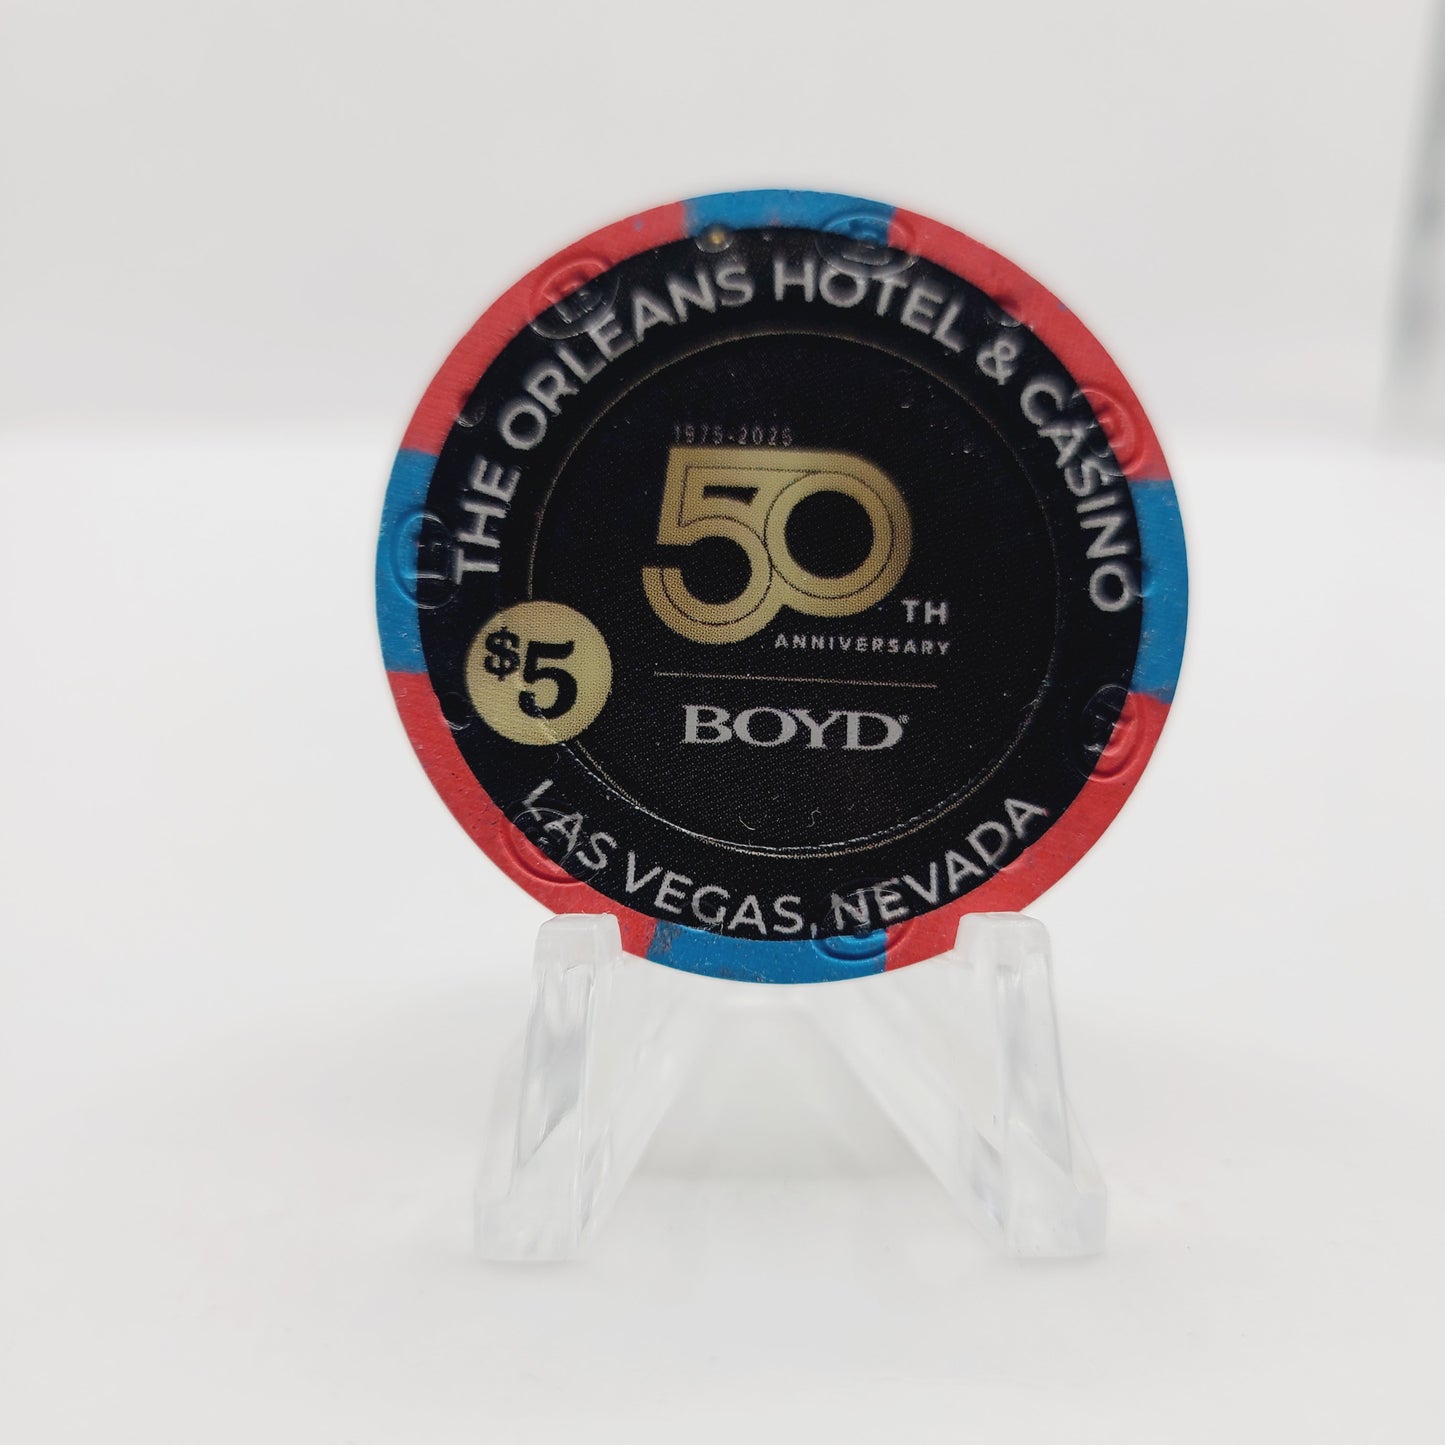 THE ORLEANS HOTEL & CASINO
1975-2025
50
TH
ANNIVERSARY
$5
BOYD®
LAS VEGAS, NEVADA